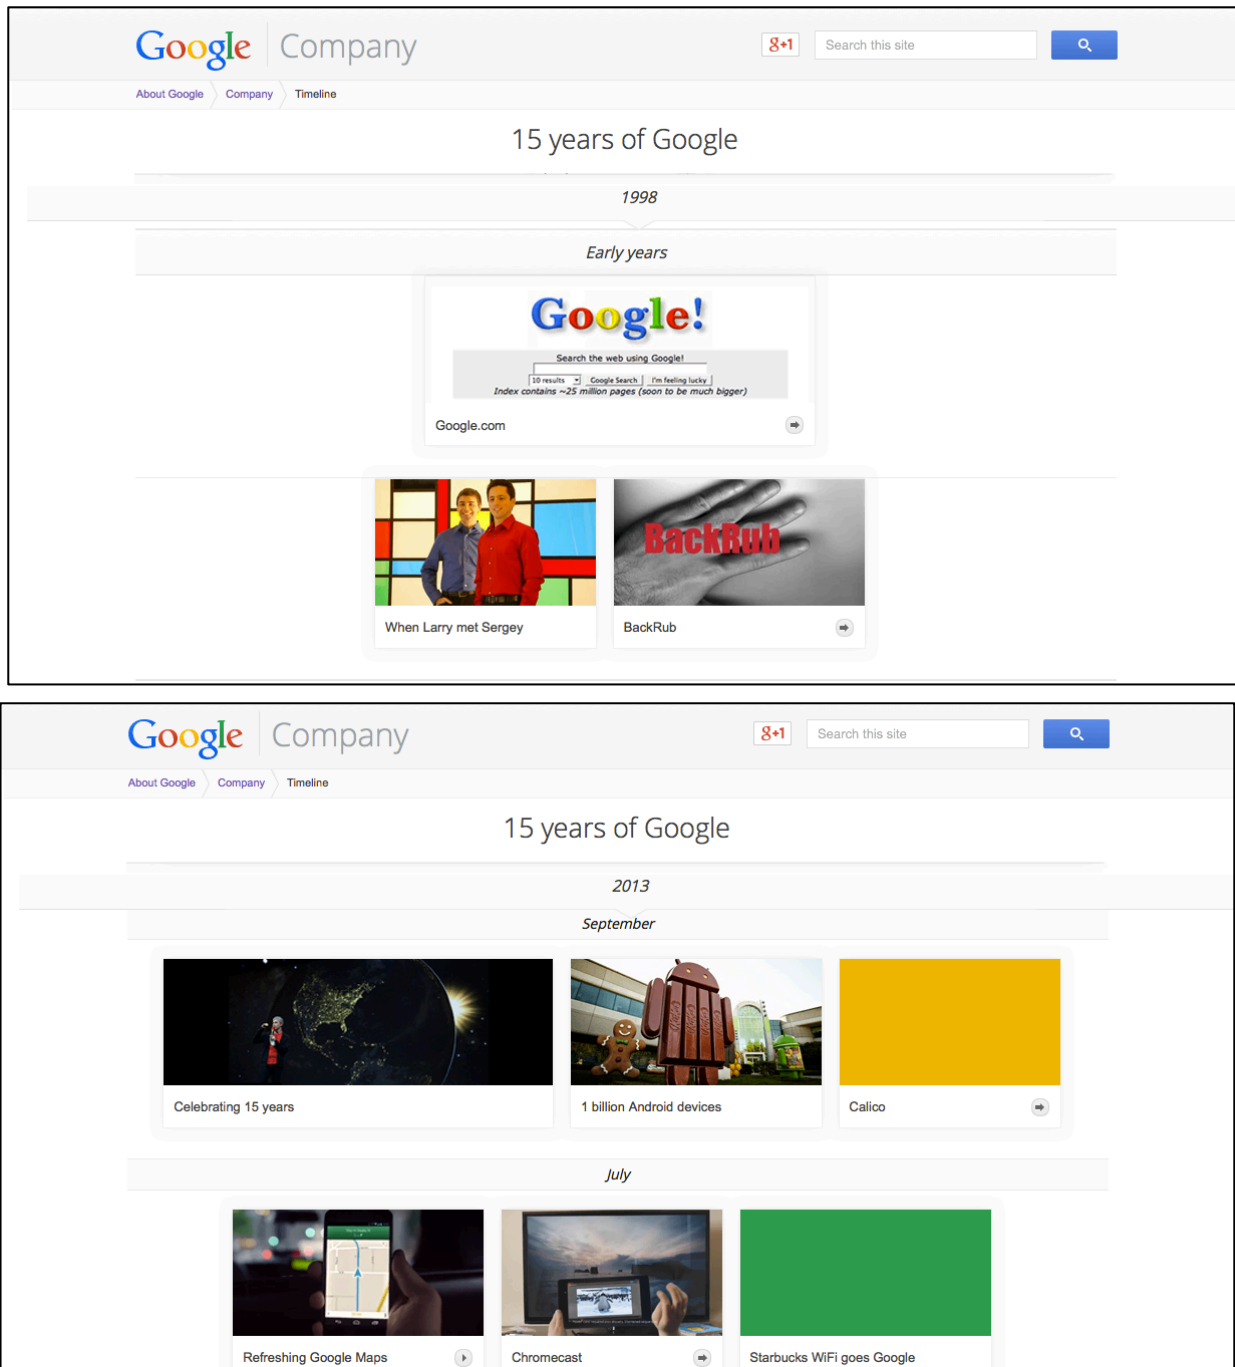 Google Company
g+1
Search this site
About Google Company Timeline
15 years of Google
1998
Early years
Google!
Search the web using Google!
10 results Google Search I'm feeling lucky
Index contains ~25 million pages (soon to be much bigger)
Google.com
BackRub
When Larry met Sergey
BackRub
Google Company
g+1
Search this site
About Google Company Timeline
15 years of Google
2013
September
Celebrating 15 years
1 billion Android devices
Calico
July
Refreshing Google Maps
Chromecast
Starbucks WiFi goes Google